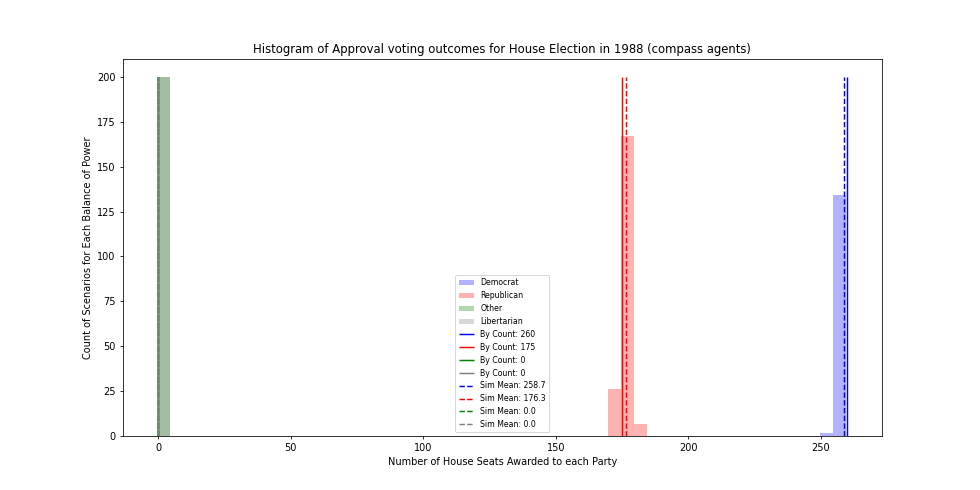 Histogram of Approval voting outcomes for House Election in 1988 (compass agents)
200
175
150
125
100
75
50
25
0
Count of Scenarios for Each Balance of Power
Democrat
Republican
Other
Libertarian
By Count: 260
By Count: 175
By Count: 0
By Count: 0
Sim Mean: 258.7
Sim Mean: 176.3
Sim Mean: 0.0
Sim Mean: 0.0
0 50 100 150 200 250
Number of House Seats Awarded to each Party